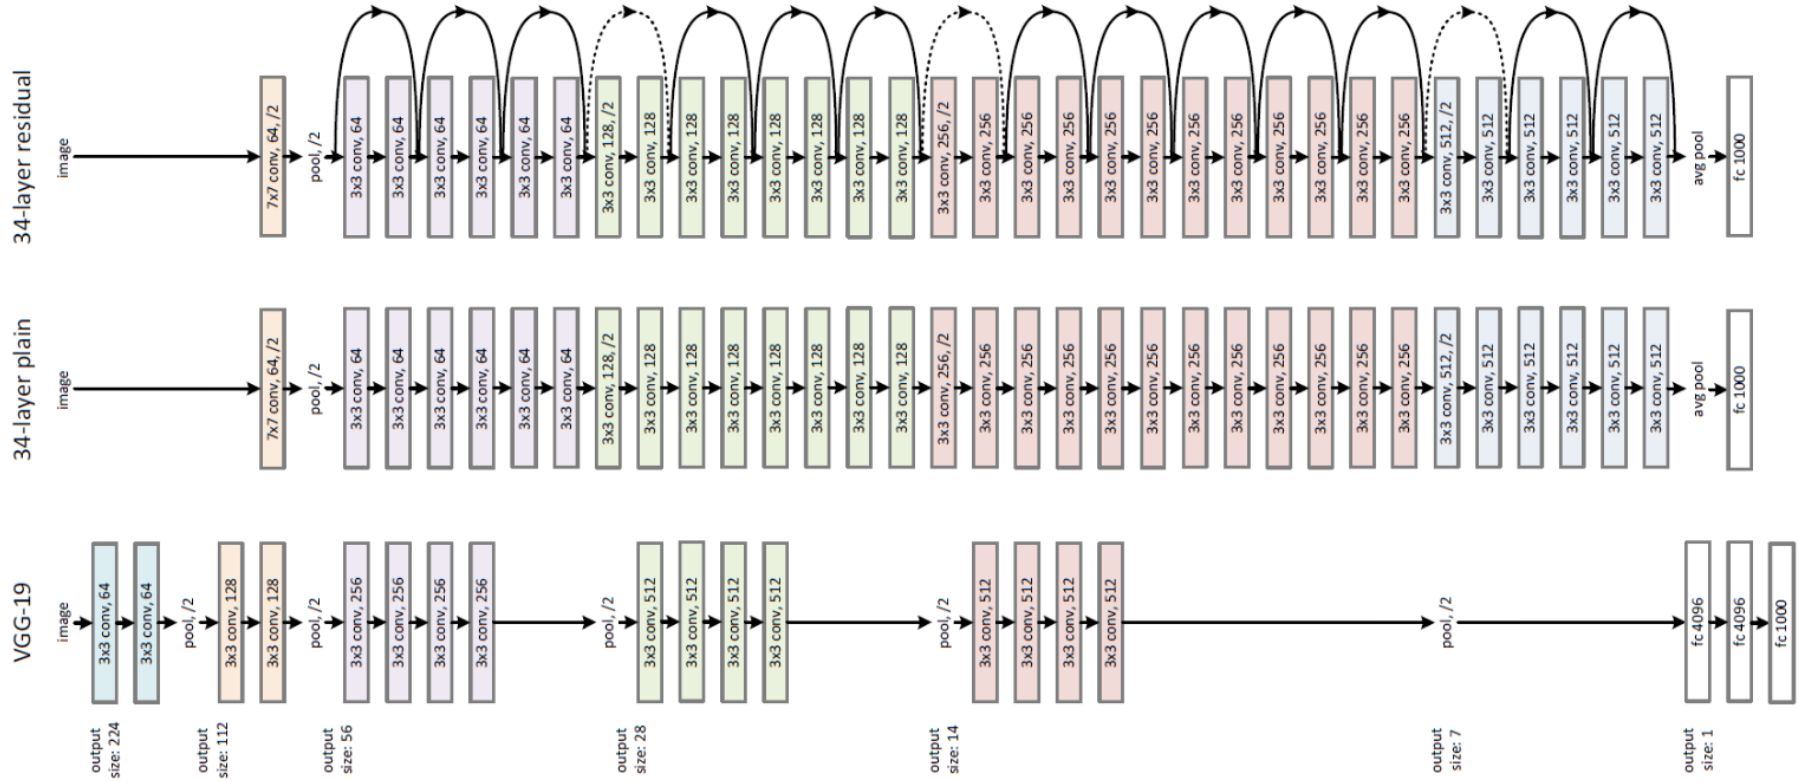 34-layer residual
image
7x7 conv, 64, /2
pool, /2
3x3 conv, 64
3x3 conv, 64
3x3 conv, 64
3x3 conv, 64
3x3 conv, 64
3x3 conv, 64
3x3 conv, 128, /2
3x3 conv, 128
3x3 conv, 128
3x3 conv, 128
3x3 conv, 128
3x3 conv, 128
3x3 conv, 128
3x3 conv, 128
3x3 conv, 256, /2
3x3 conv, 256
3x3 conv, 256
3x3 conv, 256
3x3 conv, 256
3x3 conv, 256
3x3 conv, 256
3x3 conv, 256
3x3 conv, 256
3x3 conv, 256
3x3 conv, 256
3x3 conv, 256
3x3 conv, 512, /2
3x3 conv, 512
3x3 conv, 512
3x3 conv, 512
3x3 conv, 512
3x3 conv, 512
avg pool
fc 1000
34-layer plain
image
7x7 conv, 64, /2
pool, /2
3x3 conv, 64
3x3 conv, 64
3x3 conv, 64
3x3 conv, 64
3x3 conv, 64
3x3 conv, 64
3x3 conv, 128, /2
3x3 conv, 128
3x3 conv, 128
3x3 conv, 128
3x3 conv, 128
3x3 conv, 128
3x3 conv, 128
3x3 conv, 128
3x3 conv, 256, /2
3x3 conv, 256
3x3 conv, 256
3x3 conv, 256
3x3 conv, 256
3x3 conv, 256
3x3 conv, 256
3x3 conv, 256
3x3 conv, 256
3x3 conv, 256
3x3 conv, 256
3x3 conv, 256
3x3 conv, 512, /2
3x3 conv, 512
3x3 conv, 512
3x3 conv, 512
3x3 conv, 512
3x3 conv, 512
avg pool
fc 1000
VGG-19
image
3x3 conv, 64
3x3 conv, 64
pool, /2
3x3 conv, 128
3x3 conv, 128
pool, /2
3x3 conv, 256
3x3 conv, 256
3x3 conv, 256
3x3 conv, 256
pool, /2
3x3 conv, 512
3x3 conv, 512
3x3 conv, 512
3x3 conv, 512
pool, /2
3x3 conv, 512
3x3 conv, 512
3x3 conv, 512
3x3 conv, 512
pool, /2
fc 4096
fc 4096
fc 1000
output
size: 224
output
size: 112
output
size: 56
output
size: 28
output
size: 14
output
size: 7
output
size: 1